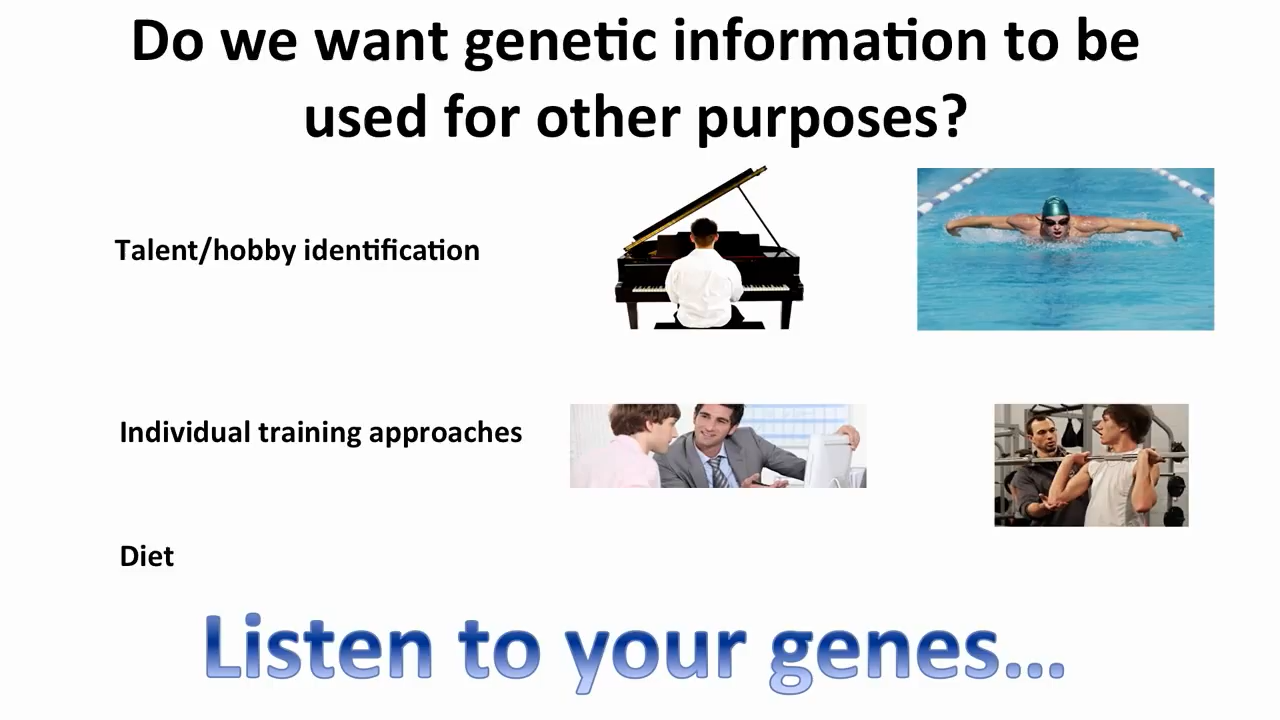 Do we want genetic information to be
used for other purposes?
Talent/hobby identification
Individual training approaches
Diet
Listen to your genes...